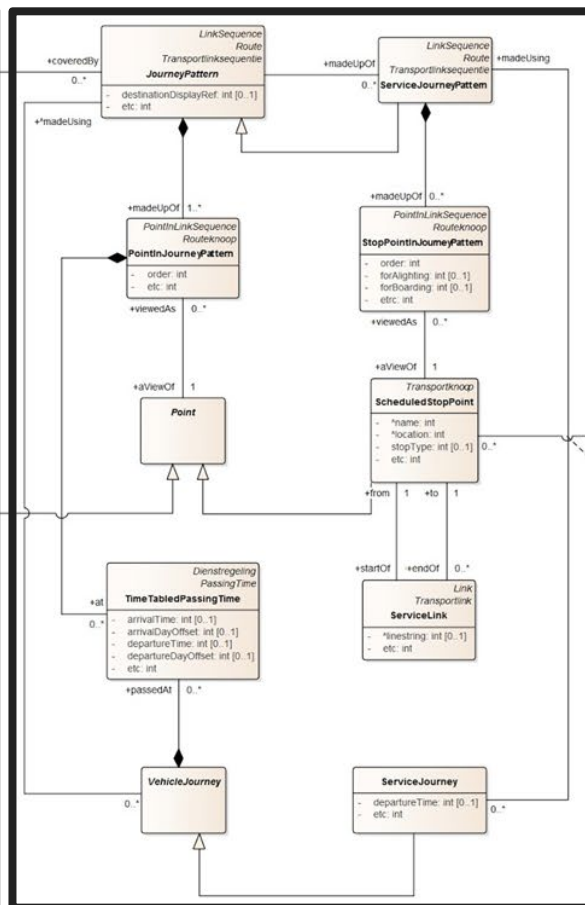 LinkSequence
Route
Transportlinksequentie
JourneyPattern
- destinationDisplayRef: int [0..1]
- etc: int
+coveredBy
0..*
+*madeUsing
+madeUpOf
0..*
LinkSequence
Route
Transportlinksequentie
ServiceJourneyPattern
+madeUsing
+madeUpOf 1..*
+madeUpOf 0..*
PointInLinkSequence
Routeknoop
PointInJourneyPattern
- order: int
- etc: int
+viewedAs 0..*
PointInLinkSequence
Routeknoop
StopPointInJourneyPattern
- order: int
- forAlighting: int [0..1]
- forBoarding: int [0..1]
- etrc: int
+viewedAs 0..*
+aViewOf 1
+aViewOf 1
Point
Transportknoop
ScheduledStopPoint
- *name: int
- *location: int
- stopType: int [0..1]
- etc: int
0..*
+from 1 +to 1
+startOf +endOf 0..*
Dienstregeling
PassingTime
TimeTabledPassingTime
- arrivalTime: int [0..1]
- arrivalDayOffset: int [0..1]
- departureTime: int [0..1]
- departureDayOffset: int [0..1]
- etc: int
+at
0..*
+passedAt 0..*
Link
Transportlink
ServiceLink
- *linestring: int [0..1]
- etc: int
VehicleJourney
0..*
ServiceJourney
- departureTime: int [0..1]
- etc: int
0..*